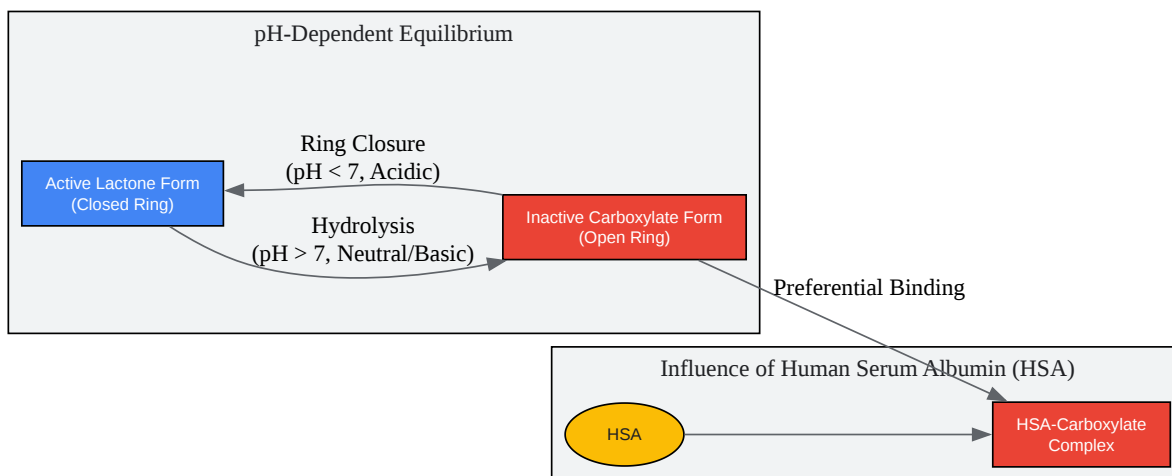 pH-Dependent Equilibrium
Ring Closure
(pH < 7, Acidic)
Active Lactone Form
(Closed Ring)
Hydrolysis
(pH > 7, Neutral/Basic)
Inactive Carboxylate Form
(Open Ring)
Preferential Binding
Influence of Human Serum Albumin (HSA)
HSA
HSA-Carboxylate
Complex